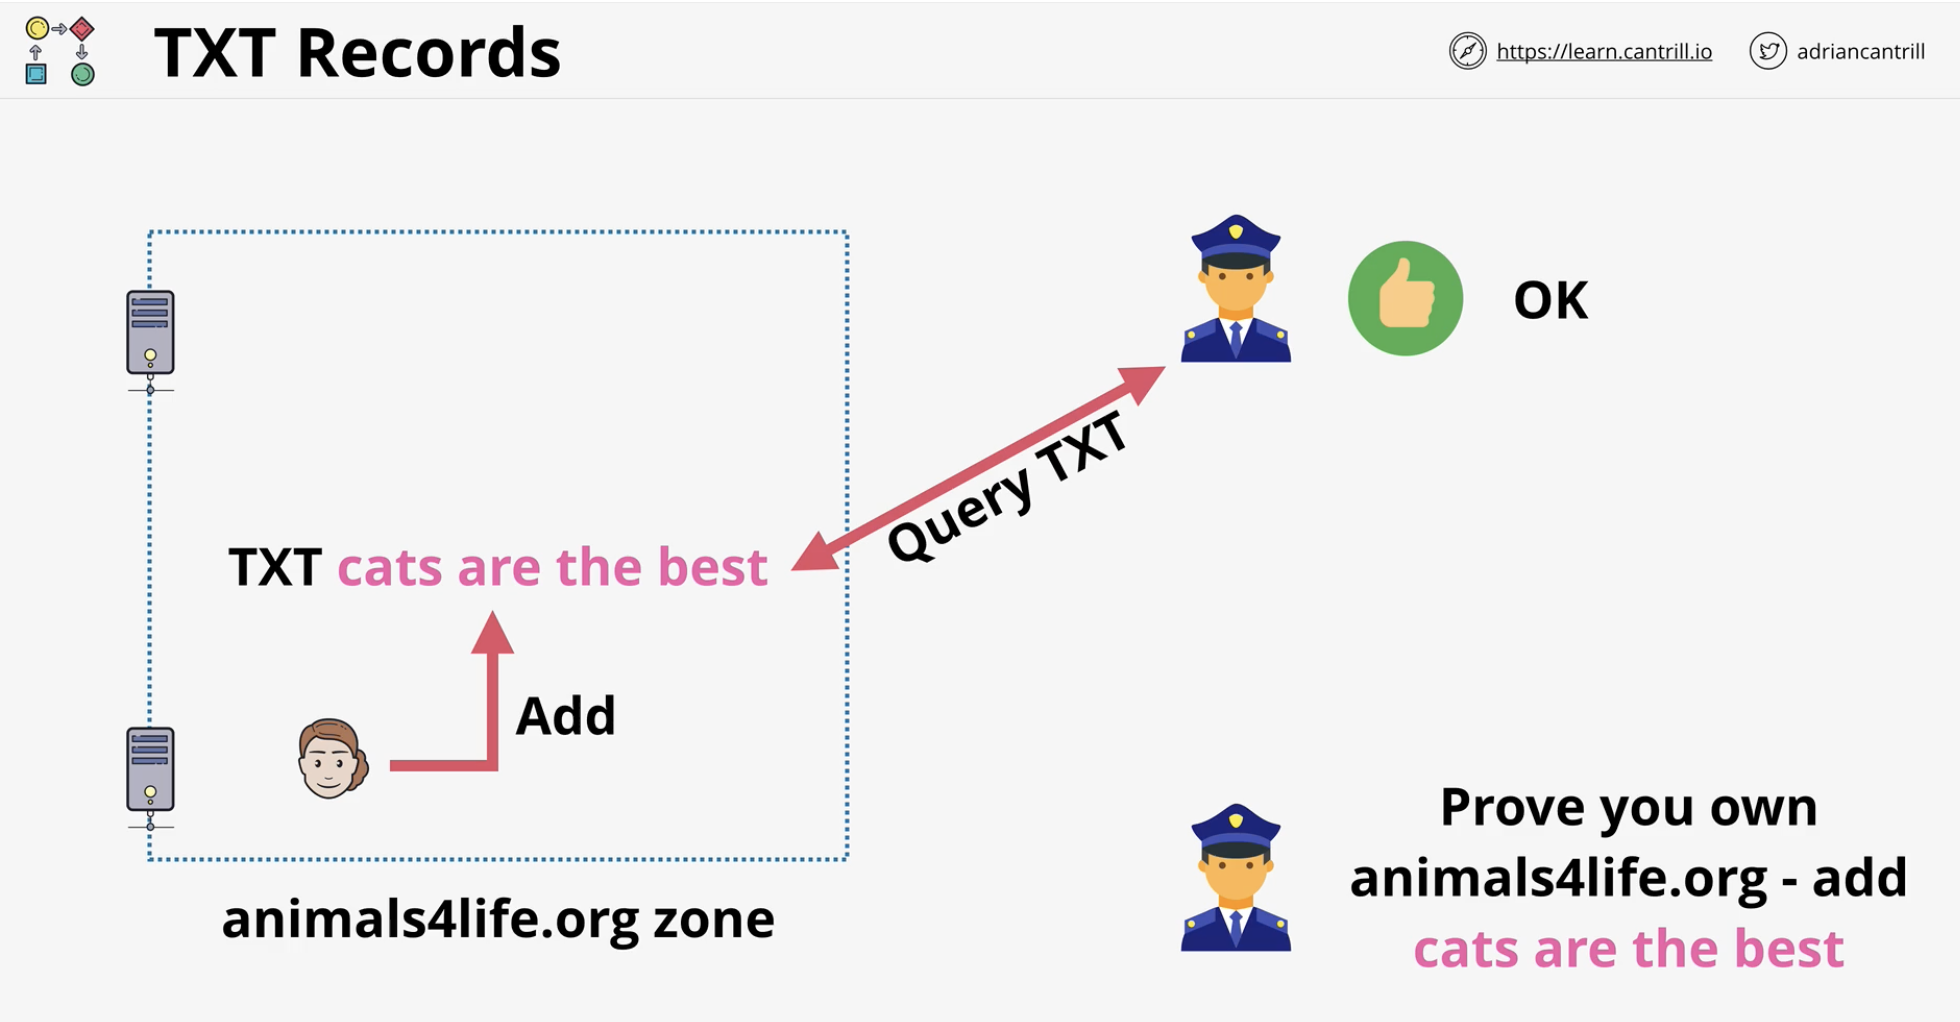 TXT Records
https://learn.cantrill.io
adriancantrill
OK
Query TXT
TXT cats are the best
Add
animals4life.org zone
Prove you own
animals4life.org - add
cats are the best